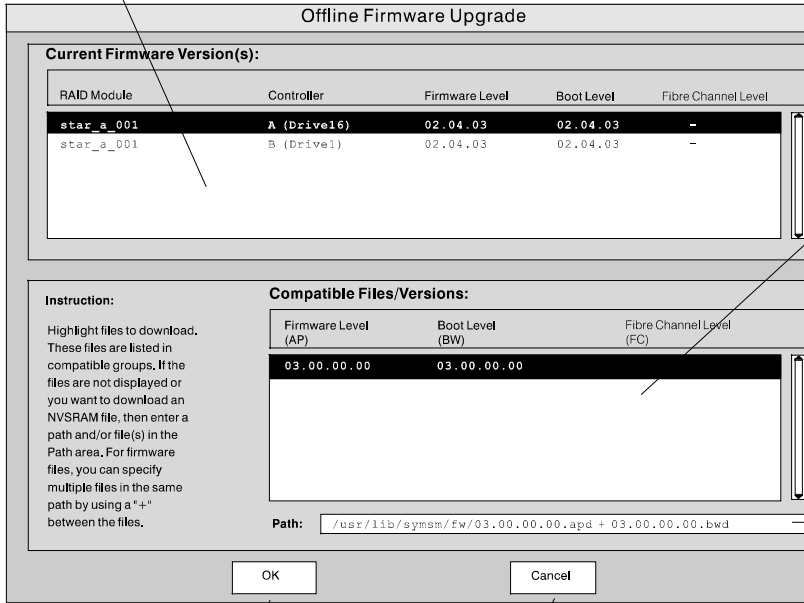 Offline Firmware Upgrade
Current Firmware Version(s):
RAID Module Controller Firmware Level Boot Level Fibre Channel Level
star_a_001 A (Drive16) 02.04.03 02.04.03 –
star_a_001 B (Drive1) 02.04.03 02.04.03 –
Instruction:
Highlight files to download.
These files are listed in
compatible groups. If the
files are not displayed or
you want to download an
NVSRAM file, then enter a
path and/or file(s) in the
Path area. For firmware
files, you can specify
multiple files in the same
path by using a "+"
between the files.
Compatible Files/Versions:
Firmware Level Boot Level Fibre Channel Level
(AP) (BW) (FC)
03.00.00.00 03.00.00.00
Path: /usr/lib/symsm/fw/03.00.00.00.apd + 03.00.00.00.bwd
OK Cancel